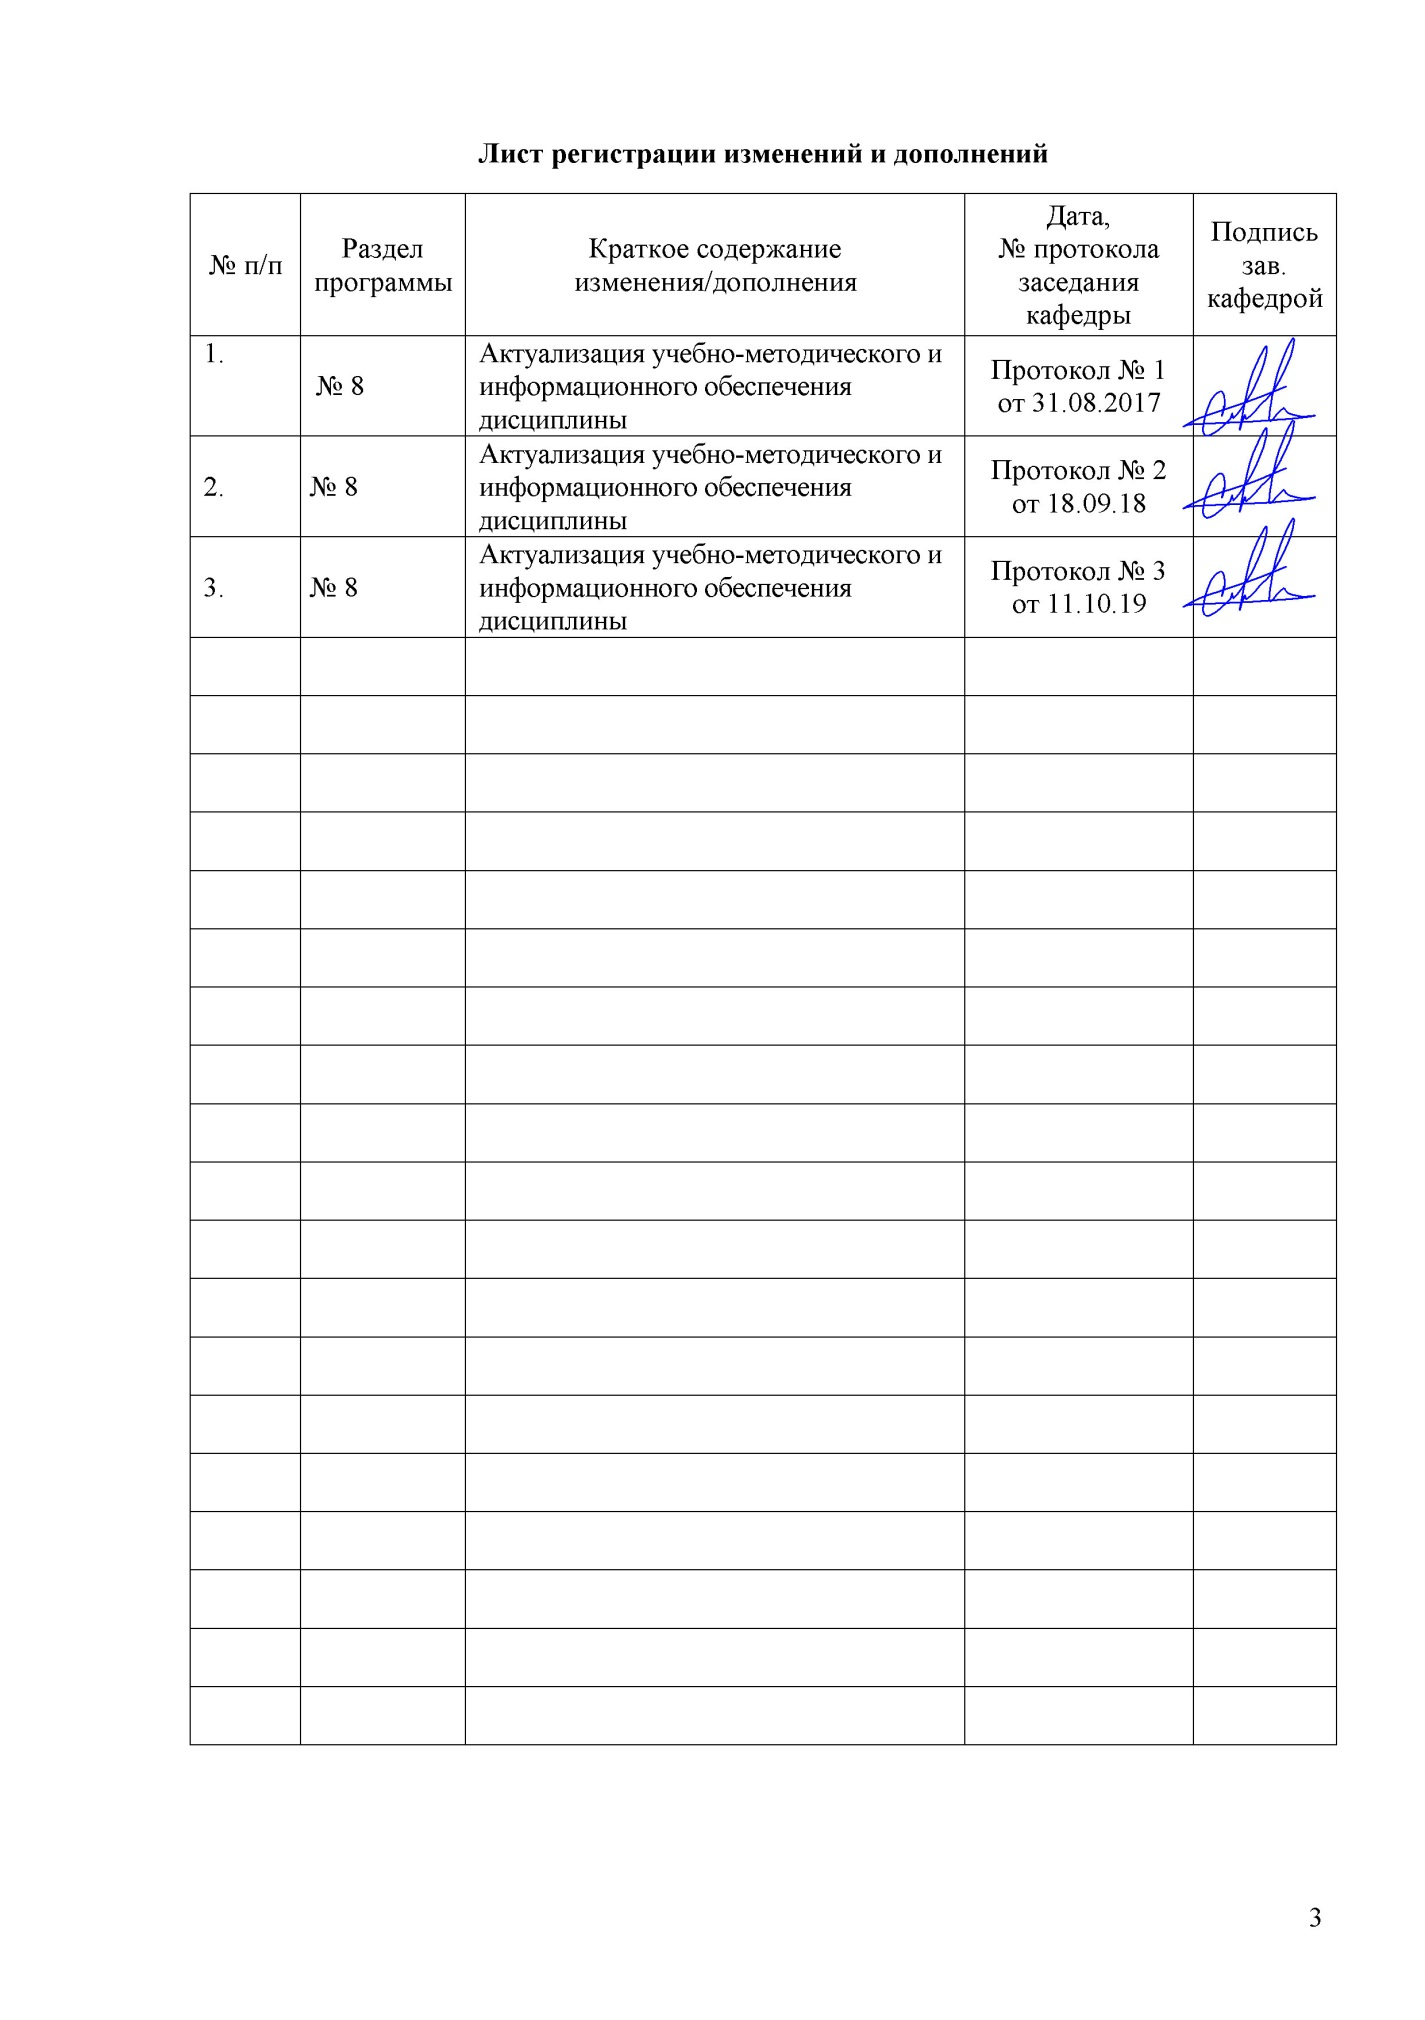 Лист регистрации изменений и дополнений
№ п/п
Раздел
программы
Краткое содержание
изменения/дополнения
Дата,
№ протокола
заседания
кафедры
Подпись
зав.
кафедрой
1.
№ 8
Актуализация учебно-методического и
информационного обеспечения
дисциплины
Протокол № 1
от 31.08.2017
2.
№ 8
Актуализация учебно-методического и
информационного обеспечения
дисциплины
Протокол № 2
от 18.09.18
3.
№ 8
Актуализация учебно-методического и
информационного обеспечения
дисциплины
Протокол № 3
от 11.10.19
3